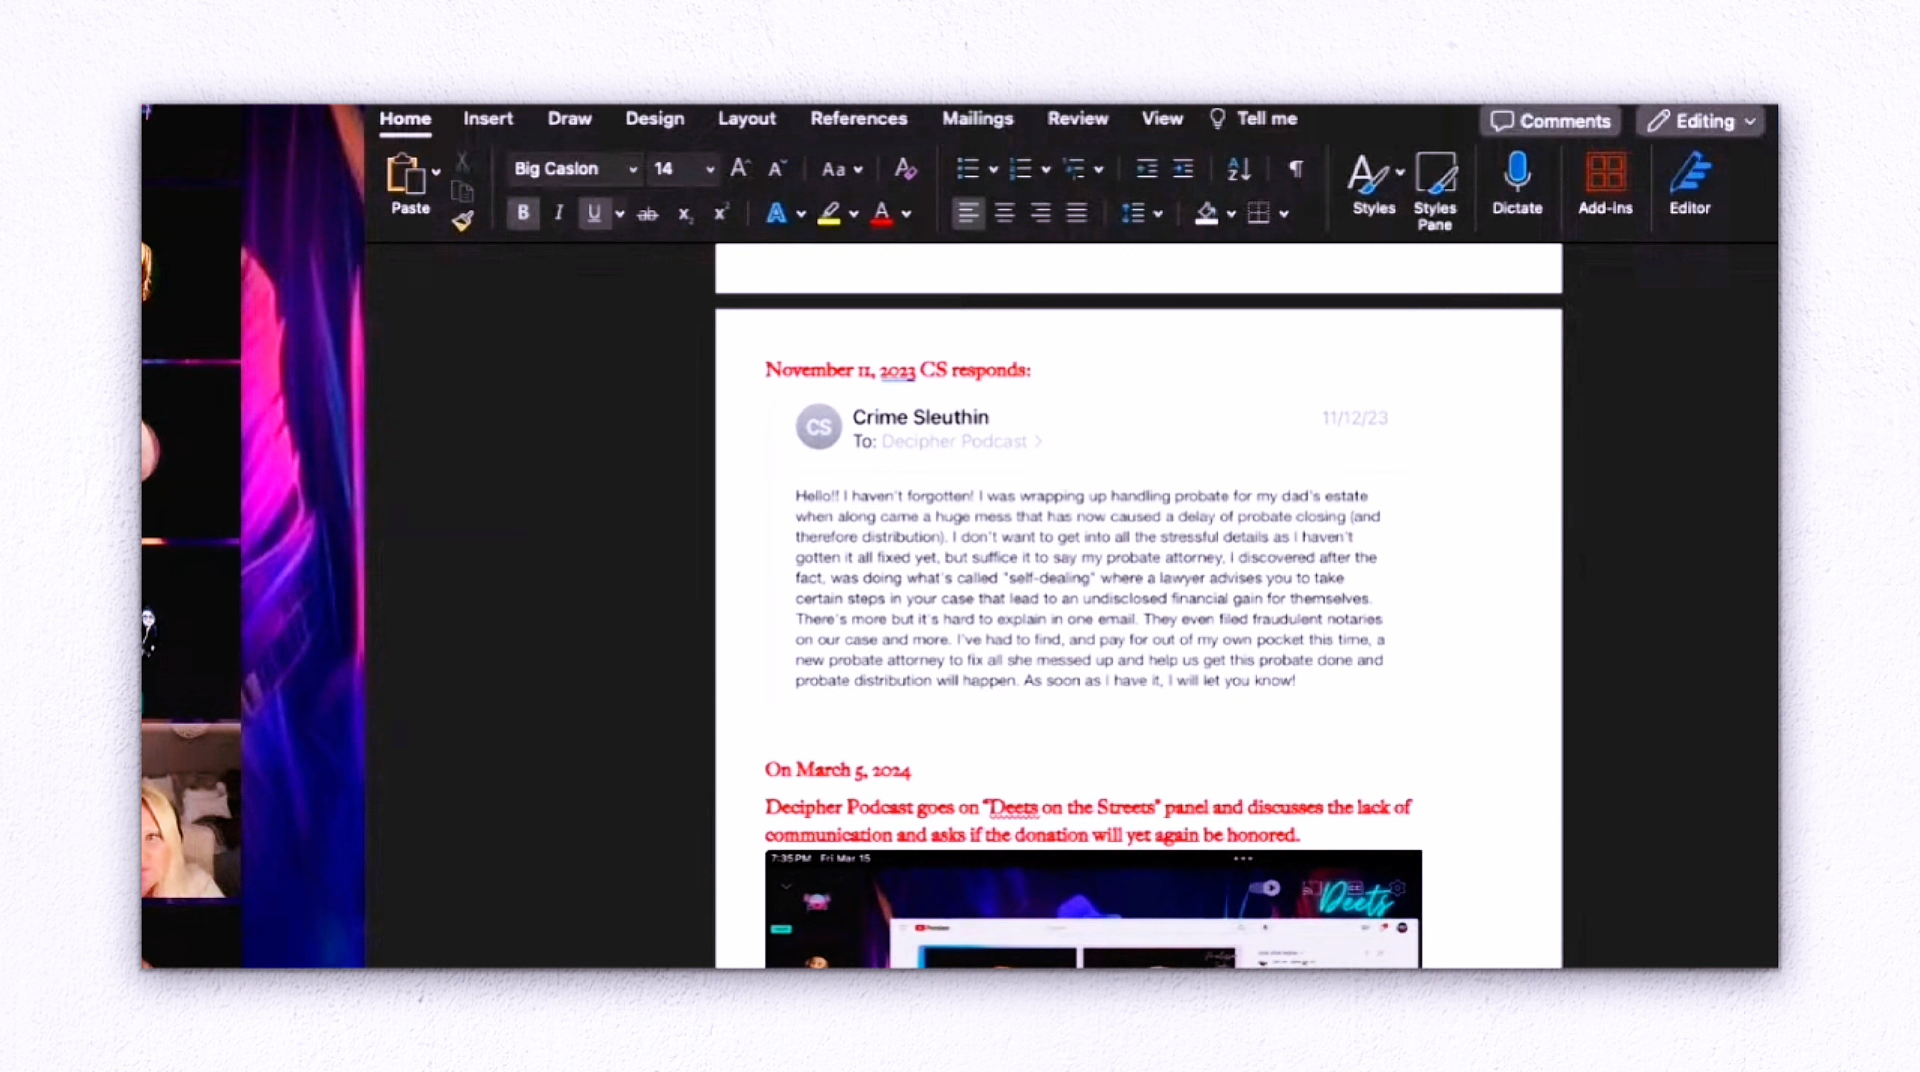 Home Insert Draw Design Layout References Mailings Review View Tell me Comments Editing
Paste Big Caslon 14 Styles Styles Pane Dictate Add-ins Editor
November 11, 2023 CS responds:
CS Crime Sleuthin 11/12/23
To: Decipher Podcast
Hello!! I haven't forgotten! I was wrapping up handling probate for my dad's estate
when along came a huge mess that has now caused a delay of probate closing (and
therefore distribution). I don't want to get into all the stressful details as I haven't
gotten it all fixed yet, but suffice it to say my probate attorney, I discovered after the
fact, was doing what's called "self-dealing" where a lawyer advises you to take
certain steps in your case that lead to an undisclosed financial gain for themselves.
There's more but it's hard to explain in one email. They even filed fraudulent notaries
on our case and more. I've had to find, and pay for out of my own pocket this time, a
new probate attorney to fix all she messed up and help us get this probate done and
probate distribution will happen. As soon as I have it, I will let you know!
On March 5, 2024
Decipher Podcast goes on "Deets on the Streets" panel and discusses the lack of
communication and asks if the donation will yet again be honored.
7:35 PM Fri Mar 15
Deets